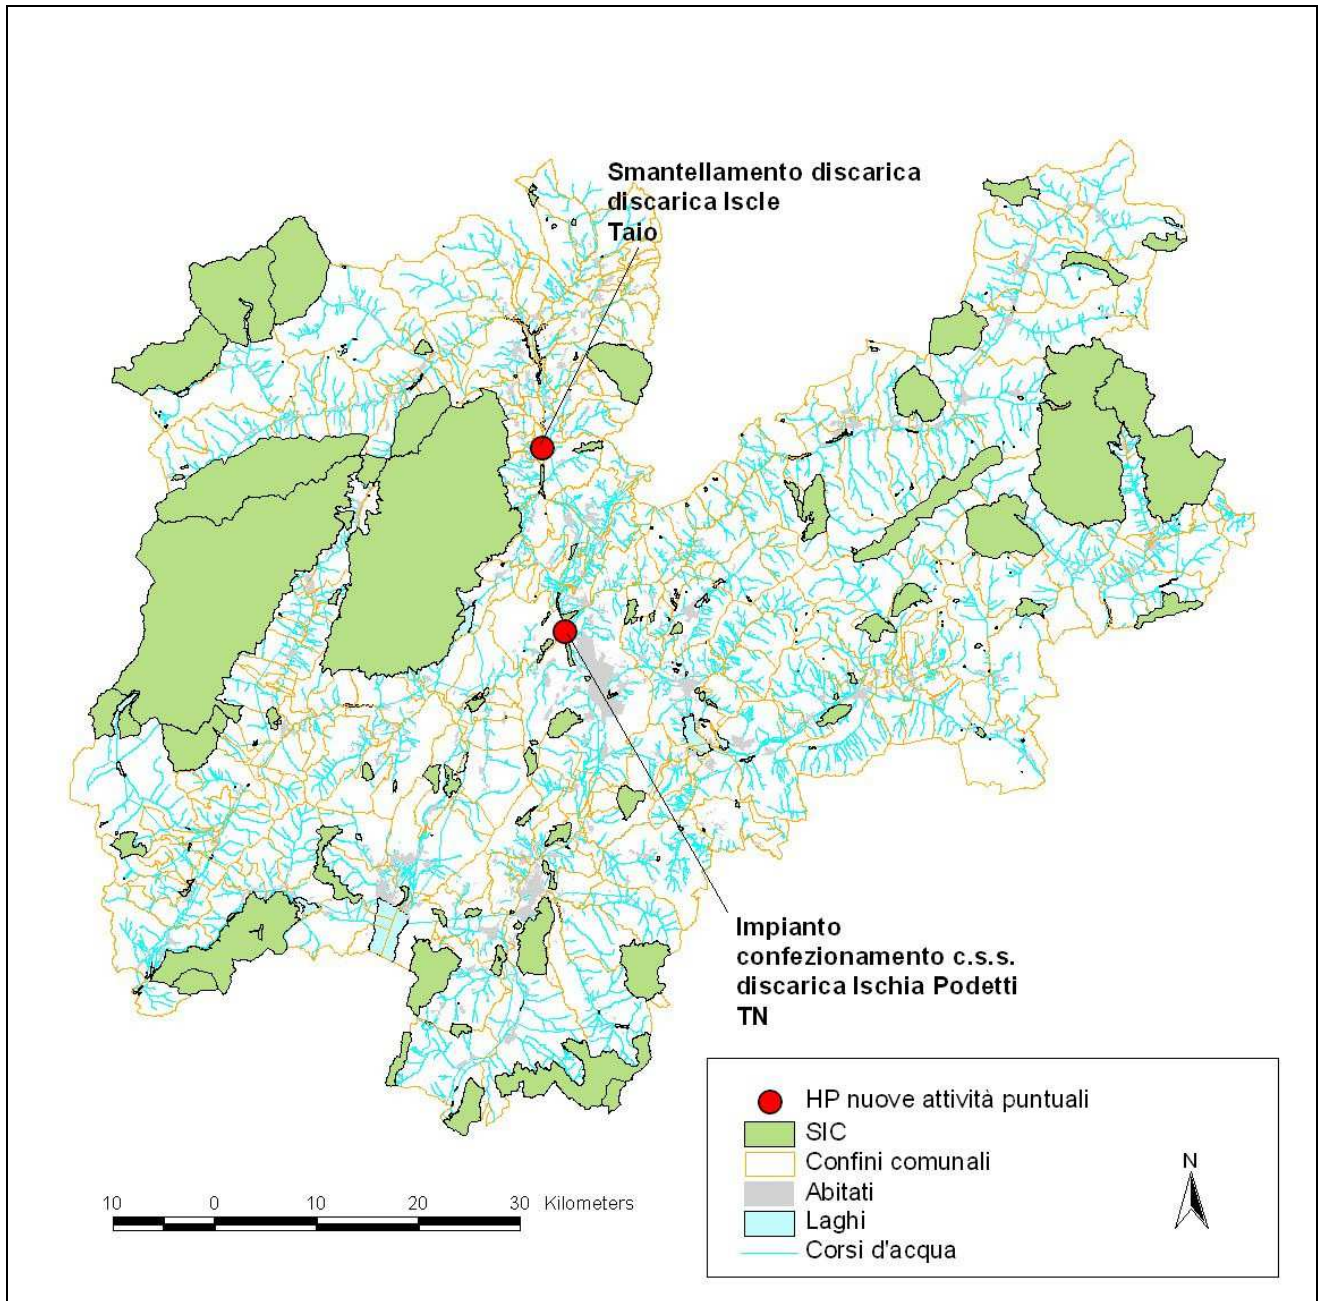 Smantellamento discarica
discarica Iscle
Taio
Impianto
confezionamento c.s.s.
discarica Ischia Podetti
TN
HP nuove attività puntuali
SIC
Confini comunali
Abitati
Laghi
Corsi d'acqua
N
10 0 10 20 30 Kilometers